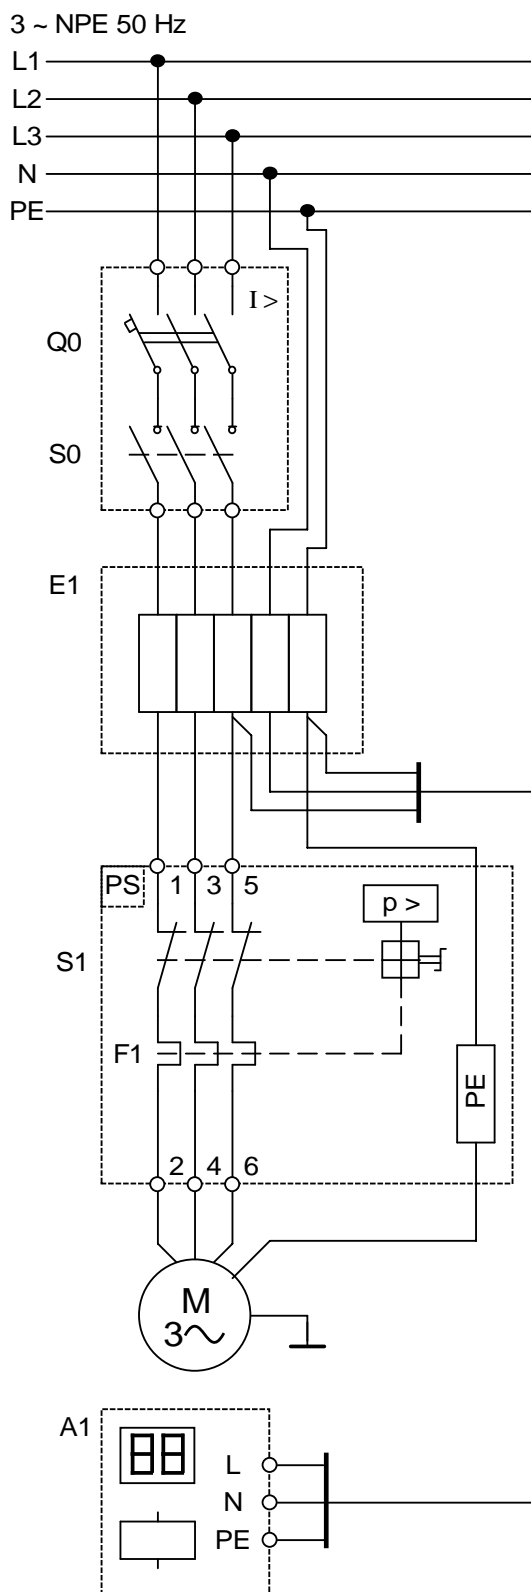 3 ~ NPE 50 Hz
L1
L2
L3
N
PE
I >
Q0
S0
E1
PS 1 3 5
p >
S1
F1
PE
2 4 6
M
3~
A1
88
L
N
PE